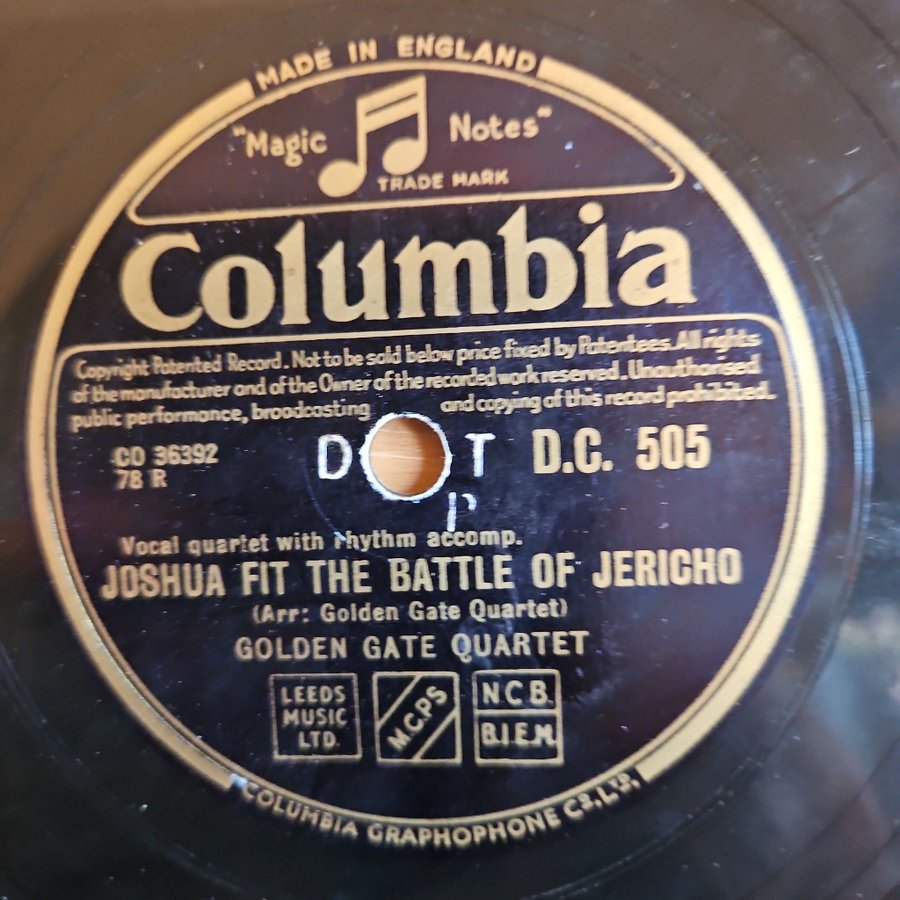 MADE IN ENGLAND
"Magic Notes"
TRADE MARK
Columbia
Copyright Patented Record. Not to be sold below price fixed by Patentees. All rights
of the manufacturer and of the Owner of the recorded work reserved. Unauthorised
public performance, broadcasting and copying of this record prohibited.
CO 36392
78 R
D T
D.C. 505
P
Vocal quartet with rhythm accomp.
JOSHUA FIT THE BATTLE OF JERICHO
(Arr: Golden Gate Quartet)
GOLDEN GATE QUARTET
LEEDS
MUSIC
LTD.
M.C.P.S
N.C.B.
B.I.E.M.
COLUMBIA GRAPHOPHONE CO., LTD.